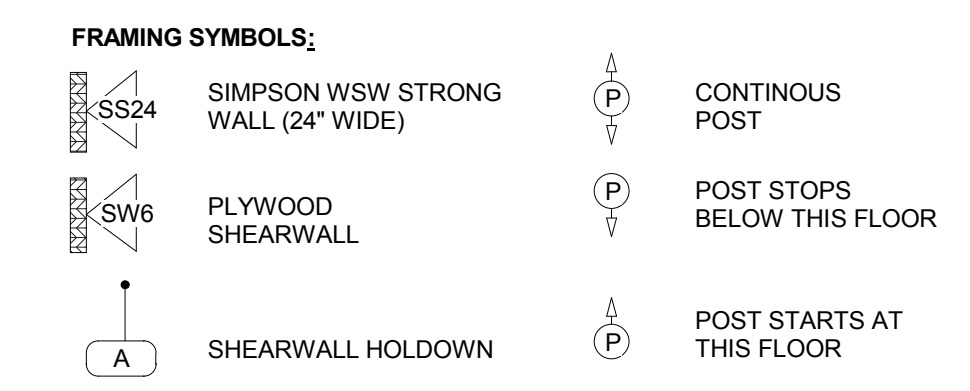 FRAMING SYMBOLS:
SS24
SIMPSON WSW STRONG
WALL (24" WIDE)
SW6
PLYWOOD
SHEARWALL
A
SHEARWALL HOLDOWN
P
CONTINOUS
POST
P
POST STOPS
BELOW THIS FLOOR
P
POST STARTS AT
THIS FLOOR